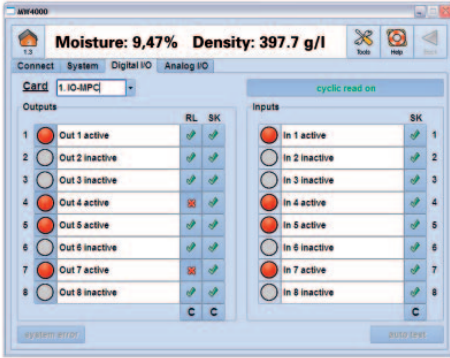 MW4000
Moisture: 9,47% Density: 397.7 g/l
1.3
Tools
Help
Back
Connect System Digital I/O Analog I/O
Card 1. IO-MPC cyclic read on
Outputs
RL SK
1 Out 1 active
2 Out 2 inactive
3 Out 3 inactive
4 Out 4 active
5 Out 5 active
6 Out 6 inactive
7 Out 7 active
8 Out 8 inactive
C C
Inputs
SK
In 1 active 1
In 2 inactive 2
In 3 inactive 3
In 4 active 4
In 5 active 5
In 6 inactive 6
In 7 active 7
In 8 inactive 8
C
system error auto test